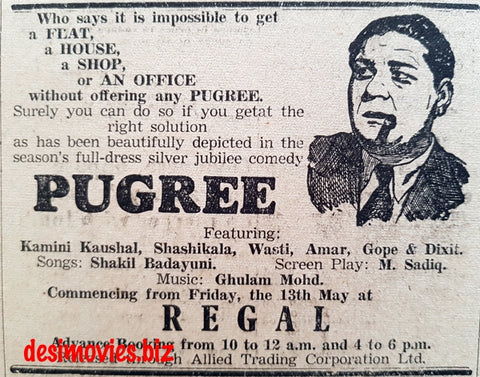 Who says it is impossible to get
a FLAT,
a HOUSE,
a SHOP,
or AN OFFICE
without offering any PUGREE.
Surely you can do so if you getat the
right solution
as has been beautifully depicted in the
season's full-dress silver jubilee comedy
PUGREE
Featuring:
Kamini Kaushal, Shashikala, Wasti, Amar, Gope & Dixit.
Songs: Shakil Badayuni. Screen Play: M. Sadiq.
Music: Ghulam Mohd.
Commencing from Friday, the 13th May at
REGAL
Advance Booking from 10 to 12 a.m. and 4 to 6 p.m.
desimovies.biz
through Allied Trading Corporation Ltd.